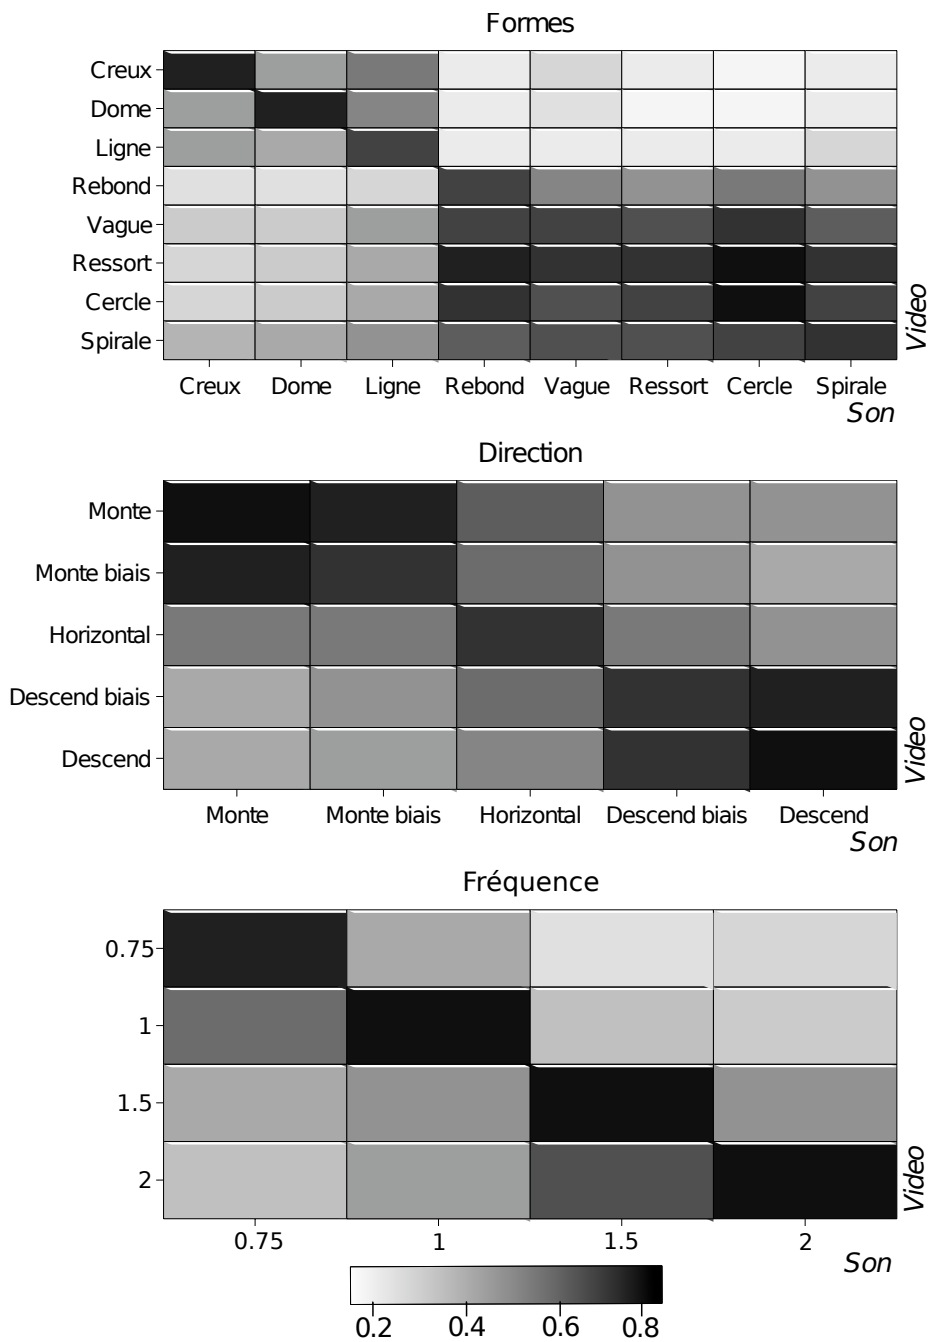 Formes
Creux
Dome
Ligne
Rebond
Vague
Ressort
Cercle
Spirale
Video
Creux Dome Ligne Rebond Vague Ressort Cercle Spirale
Son
Direction
Monte
Monte biais
Horizontal
Descend biais
Descend
Video
Monte Monte biais Horizontal Descend biais Descend
Son
Fréquence
0.75
1
1.5
2
Video
0.75 1 1.5 2
Son
0.2 0.4 0.6 0.8